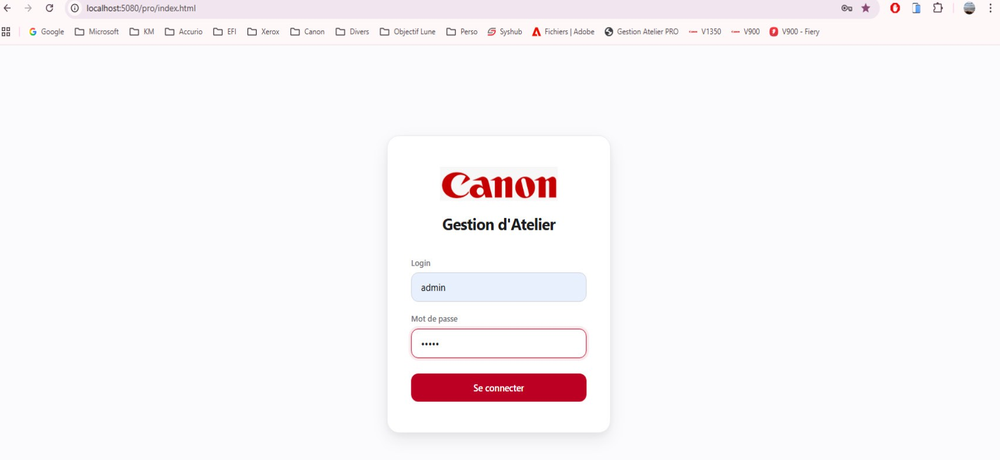 localhost:5080/pro/index.html
Google Microsoft KM Accurio EFI Xerox Canon Divers Objectif Lune Perso Syshub Fichiers | Adobe Gestion Atelier PRO V1350 V900 V900 - Fiery
Canon
Gestion d'Atelier
Login
admin
Mot de passe
•••••
Se connecter